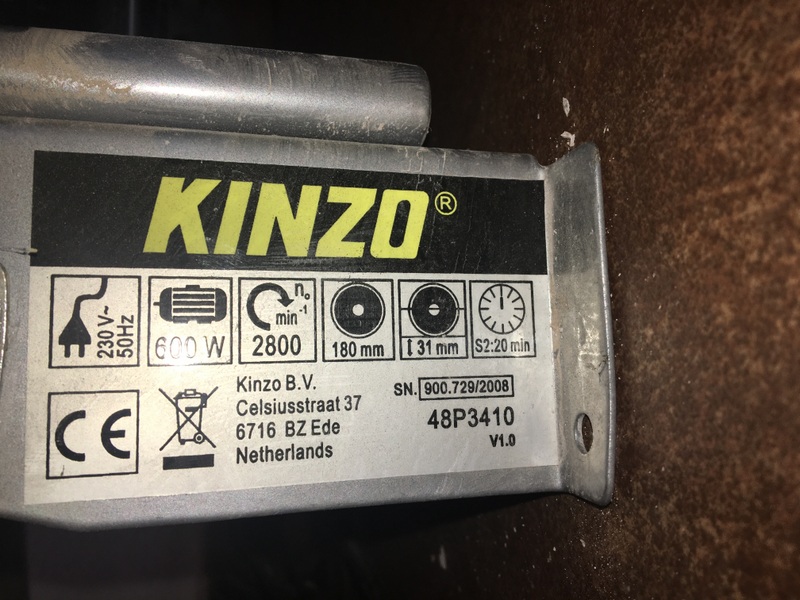 KINZO®
230 V~
50Hz
600 W
n₀
min⁻¹
2800
180 mm
31 mm
S2:20 min
CE
Kinzo B.V.
Celsiusstraat 37
6716 BZ Ede
Netherlands
SN. 900.729/2008
48P3410
V1.0